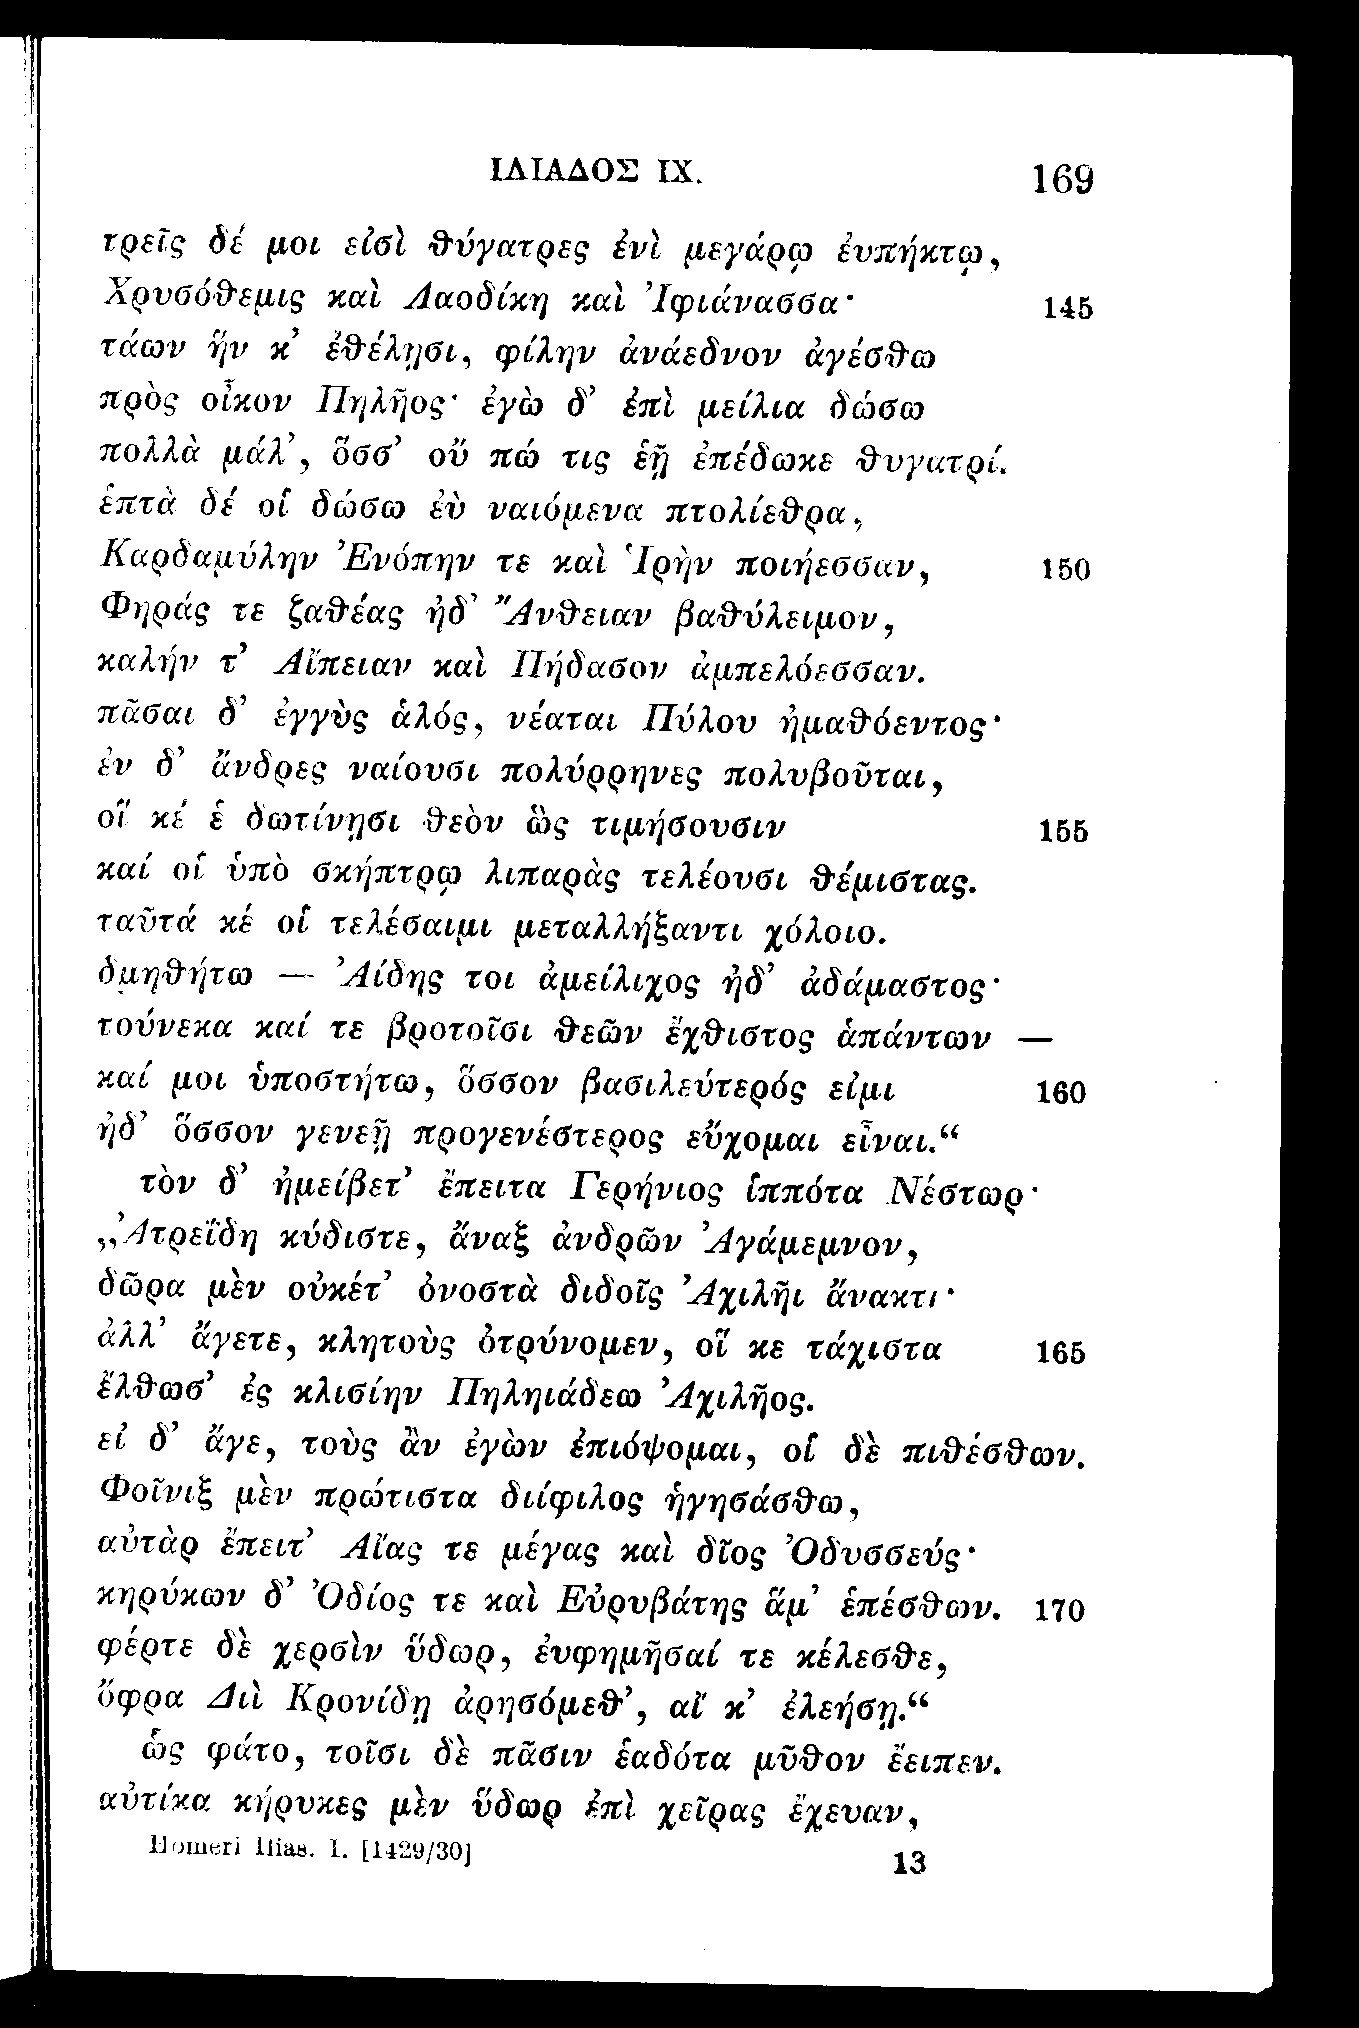 ΙΛΙΑΔΟΣ IX. 169
τρεῖς δέ μοι εἰσὶ θύγατρες ἐνὶ μεγάρῳ ἐυπήκτῳ,
Χρυσόθεμις καὶ Λαοδίκη καὶ Ἰφιάνασσα· 145
τάων ἥν κ’ ἐθέλῃσι, φίλην ἀνάεδνον ἀγέσθω
πρὸς οἶκον Πηλῆος· ἐγὼ δ’ ἐπὶ μείλια δώσω
πολλὰ μάλ’, ὅσσ’ οὔ πώ τις ἑῇ ἐπέδωκε θυγατρί.
ἑπτὰ δέ οἱ δώσω ἐὺ ναιόμενα πτολίεθρα,
Καρδαμύλην Ἐνόπην τε καὶ Ἱρὴν ποιήεσσαν, 150
Φηράς τε ζαθέας ἠδ’ Ἄνθειαν βαθύλειμον,
καλήν τ’ Αἴπειαν καὶ Πήδασον ἀμπελόεσσαν.
πᾶσαι δ’ ἐγγὺς ἁλός, νέαται Πύλου ἠμαθόεντος·
ἐν δ’ ἄνδρες ναίουσι πολύρρηνες πολυβοῦται,
οἵ κέ ἑ δωτίνῃσι θεὸν ὣς τιμήσουσιν 155
καί οἱ ὑπὸ σκήπτρῳ λιπαρὰς τελέουσι θέμιστας.
ταῦτά κέ οἱ τελέσαιμι μεταλλήξαντι χόλοιο.
δμηθήτω — Ἀίδης τοι ἀμείλιχος ἠδ’ ἀδάμαστος·
τούνεκα καί τε βροτοῖσι θεῶν ἔχθιστος ἁπάντων —
καί μοι ὑποστήτω, ὅσσον βασιλεύτερός εἰμι 160
ἠδ’ ὅσσον γενεῇ προγενέστερος εὔχομαι εἶναι.“
τὸν δ’ ἠμείβετ’ ἔπειτα Γερήνιος ἱππότα Νέστωρ·
„Ἀτρεΐδη κύδιστε, ἄναξ ἀνδρῶν Ἀγάμεμνον,
δῶρα μὲν οὐκέτ’ ὀνοστὰ διδοῖς Ἀχιλῆι ἄνακτι·
ἀλλ’ ἄγετε, κλητοὺς ὀτρύνομεν, οἵ κε τάχιστα 165
ἔλθωσ’ ἐς κλισίην Πηληιάδεω Ἀχιλῆος.
εἰ δ’ ἄγε, τοὺς ἂν ἐγὼν ἐπιόψομαι, οἱ δὲ πιθέσθων.
Φοῖνιξ μὲν πρώτιστα διίφιλος ἡγησάσθω,
αὐτὰρ ἔπειτ’ Αἴας τε μέγας καὶ δῖος Ὀδυσσεύς·
κηρύκων δ’ Ὀδίος τε καὶ Εὐρυβάτης ἅμ’ ἑπέσθων. 170
φέρτε δὲ χερσὶν ὕδωρ, ἐυφημῆσαί τε κέλεσθε,
ὄφρα Διὶ Κρονίδῃ ἀρησόμεθ’, αἴ κ’ ἐλεήσῃ.“
ὣς φάτο, τοῖσι δὲ πᾶσιν ἑαδότα μῦθον ἔειπεν.
αὐτίκα κήρυκες μὲν ὕδωρ ἐπὶ χεῖρας ἔχευαν,
Homeri Ilias. I. [1429/30] 13